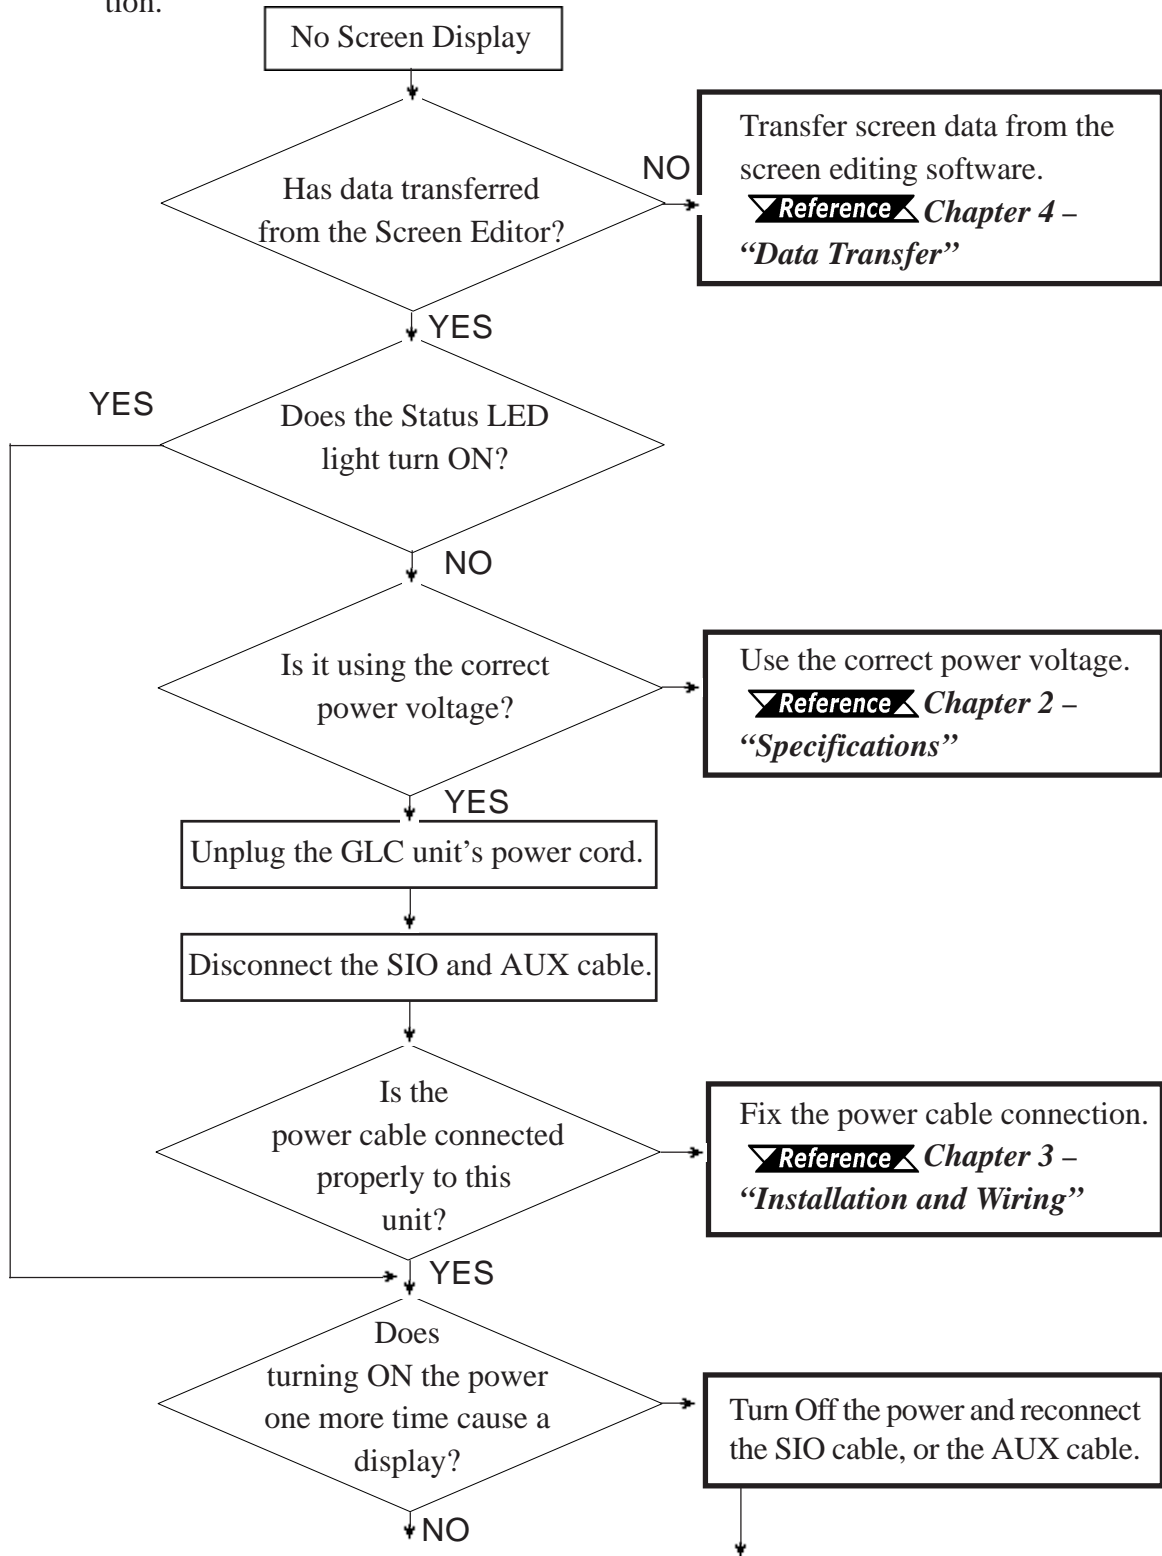 tion.
No Screen Display
Has data transferred
from the Screen Editor?
NO
Transfer screen data from the
screen editing software.
Reference Chapter 4 –
“Data Transfer”
YES
YES
Does the Status LED
light turn ON?
NO
Is it using the correct
power voltage?
Use the correct power voltage.
Reference Chapter 2 –
“Specifications”
YES
Unplug the GLC unit's power cord.
Disconnect the SIO and AUX cable.
Is the
power cable connected
properly to this
unit?
Fix the power cable connection.
Reference Chapter 3 –
“Installation and Wiring”
YES
Does
turning ON the power
one more time cause a
display?
Turn Off the power and reconnect
the SIO cable, or the AUX cable.
NO